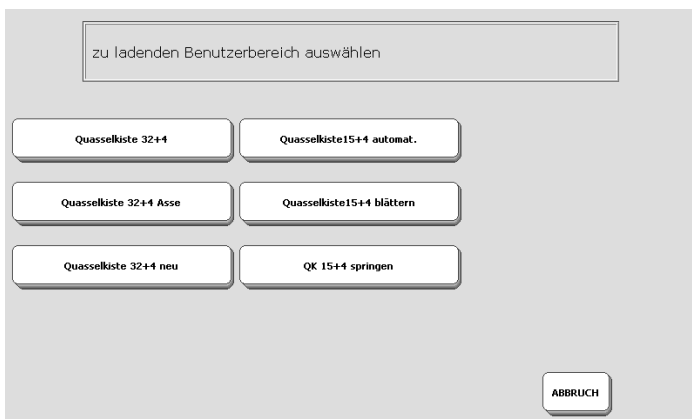 zu ladenden Benutzerbereich auswählen
Quasselkiste 32+4
Quasselkiste15+4 automat.
Quasselkiste 32+4 Asse
Quasselkiste15+4 blättern
Quasselkiste 32+4 neu
QK 15+4 springen
ABBRUCH